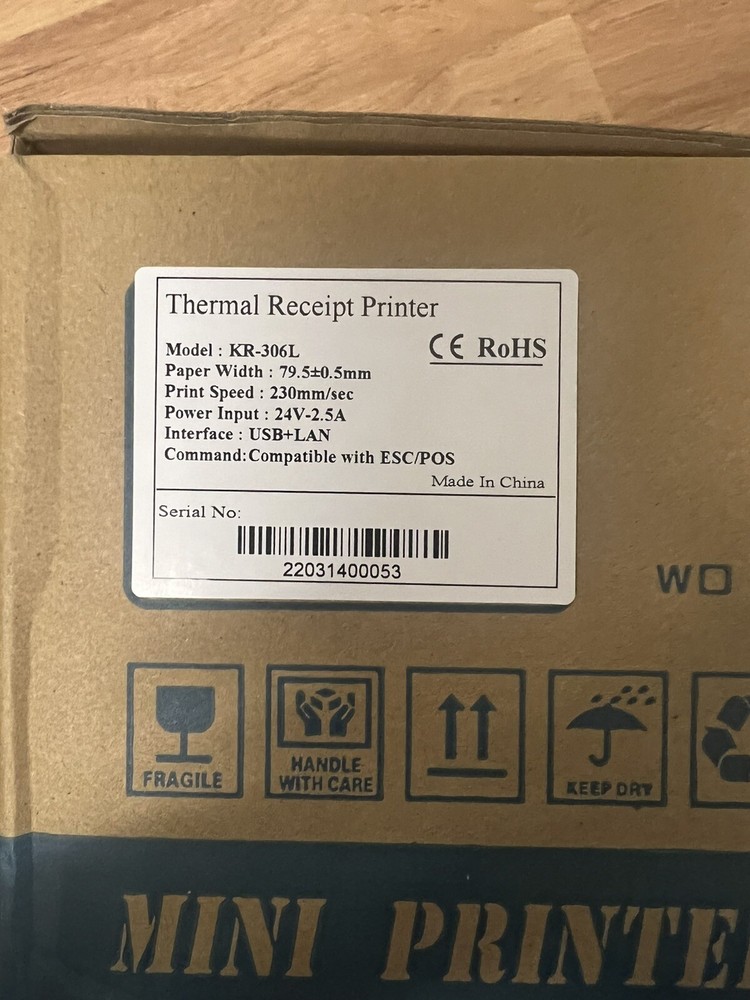 Thermal Receipt Printer
Model : KR-306L
CE RoHS
Paper Width : 79.5±0.5mm
Print Speed : 230mm/sec
Power Input : 24V-2.5A
Interface : USB+LAN
Command:Compatible with ESC/POS
Made In China
Serial No:
22031400053
WO
FRAGILE
HANDLE
WITH CARE
KEEP DRY
MINI PRINTE